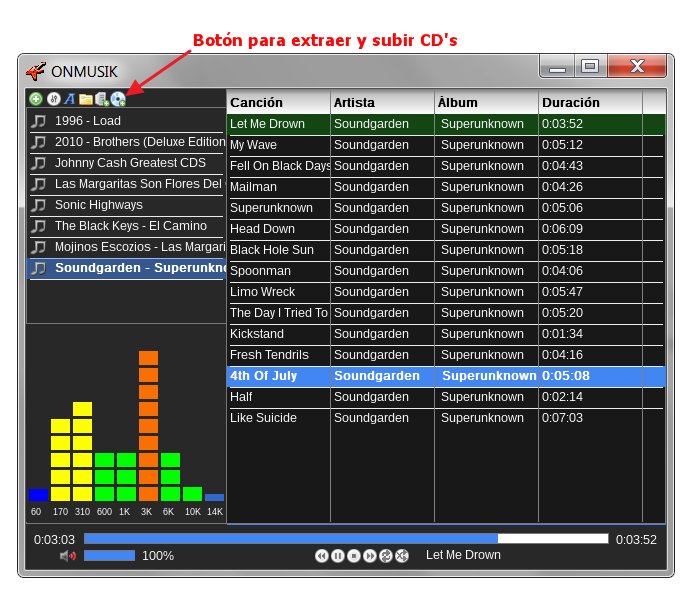 Botón para extraer y subir CD's
ONMUSIK
Canción Artista Álbum Duración
1996 - Load
2010 - Brothers (Deluxe Edition
Johnny Cash Greatest CDS
Las Margaritas Son Flores Del
Sonic Highways
The Black Keys - El Camino
Mojinos Escozios - Las Margari
Soundgarden - Superunkn
Let Me Drown Soundgarden Superunknown 0:03:52
My Wave Soundgarden Superunknown 0:05:12
Fell On Black Days Soundgarden Superunknown 0:04:43
Mailman Soundgarden Superunknown 0:04:26
Superunknown Soundgarden Superunknown 0:05:06
Head Down Soundgarden Superunknown 0:06:09
Black Hole Sun Soundgarden Superunknown 0:05:18
Spoonman Soundgarden Superunknown 0:04:06
Limo Wreck Soundgarden Superunknown 0:05:47
The Day I Tried To Soundgarden Superunknown 0:05:20
Kickstand Soundgarden Superunknown 0:01:34
Fresh Tendrils Soundgarden Superunknown 0:04:16
4th Of July Soundgarden Superunknown 0:05:08
Half Soundgarden Superunknown 0:02:14
Like Suicide Soundgarden Superunknown 0:07:03
60 170 310 600 1K 3K 6K 10K 14K
0:03:03 0:03:52
100% Let Me Drown